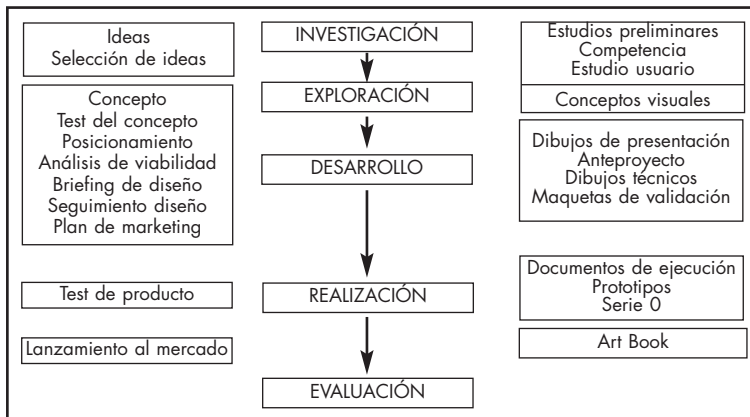 Ideas
Selección de ideas
Concepto
Test del concepto
Posicionamiento
Análisis de viabilidad
Briefing de diseño
Seguimiento diseño
Plan de marketing
Test de producto
Lanzamiento al mercado
INVESTIGACIÓN
EXPLORACIÓN
DESARROLLO
REALIZACIÓN
EVALUACIÓN
Estudios preliminares
Competencia
Estudio usuario
Conceptos visuales
Dibujos de presentación
Anteproyecto
Dibujos técnicos
Maquetas de validación
Documentos de ejecución
Prototipos
Serie 0
Art Book